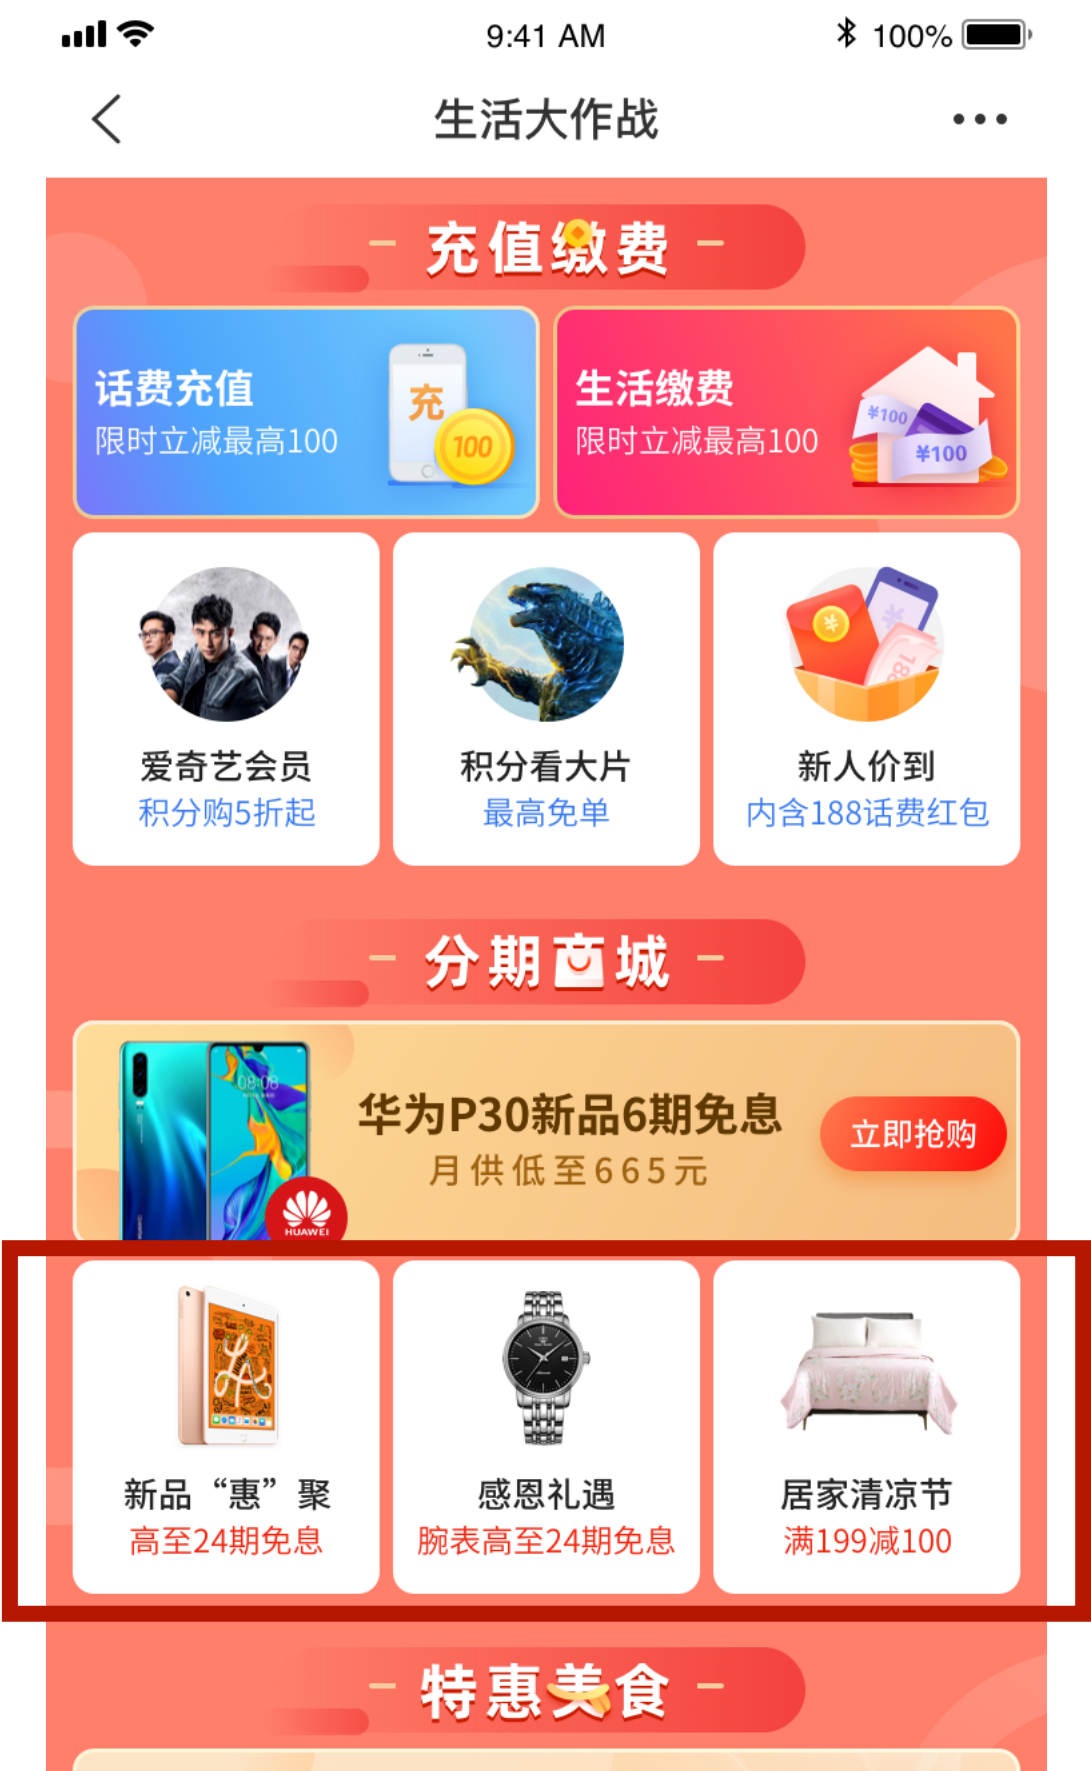 9:41 AM
100%
生活大作战
充值缴费
话费充值
限时立减最高100
充
100
生活缴费
限时立减最高100
¥100
¥100
188
爱奇艺会员
积分购5折起
积分看大片
最高免单
新人价到
内含188话费红包
分期商城
08:08
华为P30新品6期免息
月供低至665元
立即抢购
HUAWEI
新品“惠”聚
高至24期免息
感恩礼遇
腕表高至24期免息
居家清凉节
满199减100
特惠美食